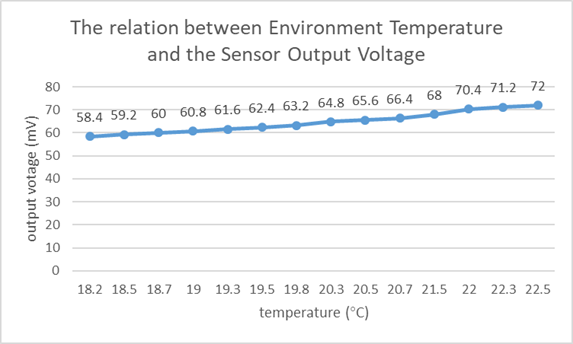 The relation between Environment Temperature
and the Sensor Output Voltage
80
70
60
50
40
30
20
10
0
output votage (mV)
58.4 59.2 60 60.8 61.6 62.4 63.2 64.8 65.6 66.4 68 70.4 71.2 72
18.2 18.5 18.7 19 19.3 19.5 19.8 20.3 20.5 20.7 21.5 22 22.3 22.5
temperature (°C)